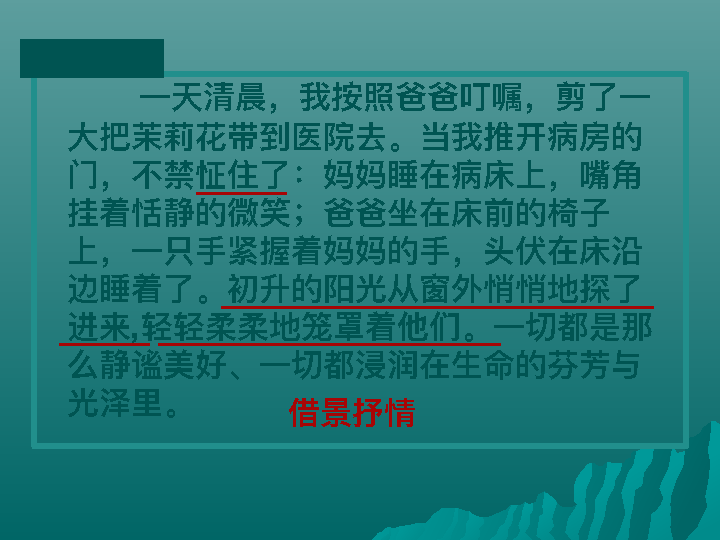 一天清晨，我按照爸爸叮嘱，剪了一
大把茉莉花带到医院去。当我推开病房的
门，不禁怔住了：妈妈睡在病床上，嘴角
挂着恬静的微笑；爸爸坐在床前的椅子
上，一只手紧握着妈妈的手，头伏在床沿
边睡着了。初升的阳光从窗外悄悄地探了
进来,轻轻柔柔地笼罩着他们。一切都是那
么静谧美好、一切都浸润在生命的芬芳与
光泽里。
借景抒情